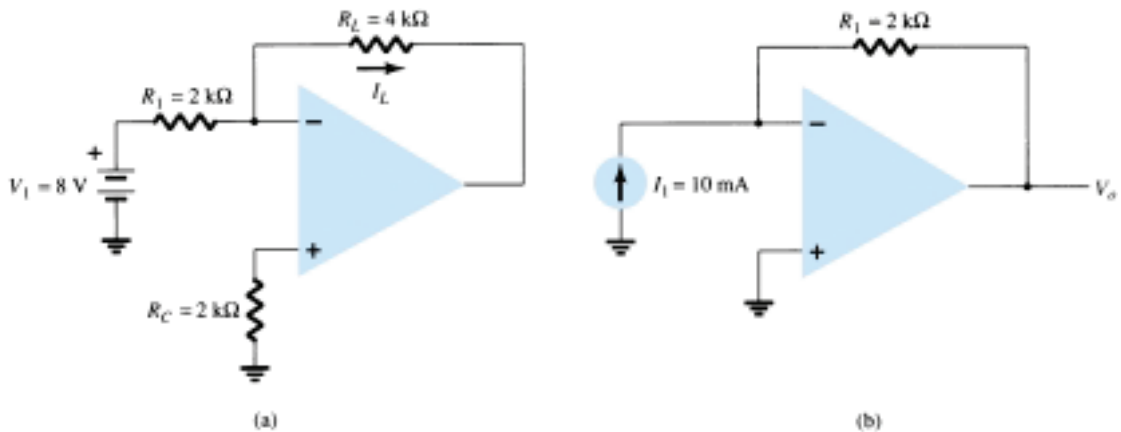 R_L = 4 kΩ
I_L
R_1 = 2 kΩ
−
+
V_1 = 8 V
+
R_C = 2 kΩ
(a)
R_1 = 2 kΩ
−
I_1 = 10 mA
V_o
+
(b)